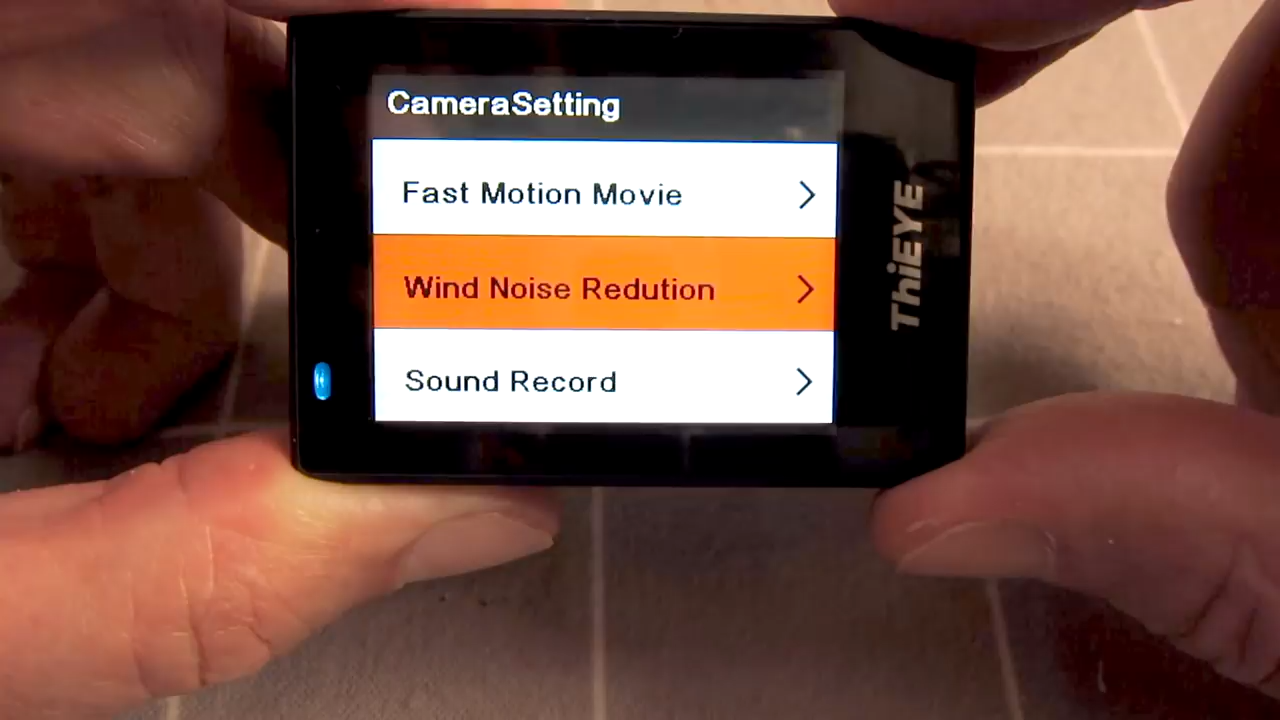 CameraSetting
Fast Motion Movie
Wind Noise Redution
Sound Record
ThiEYE